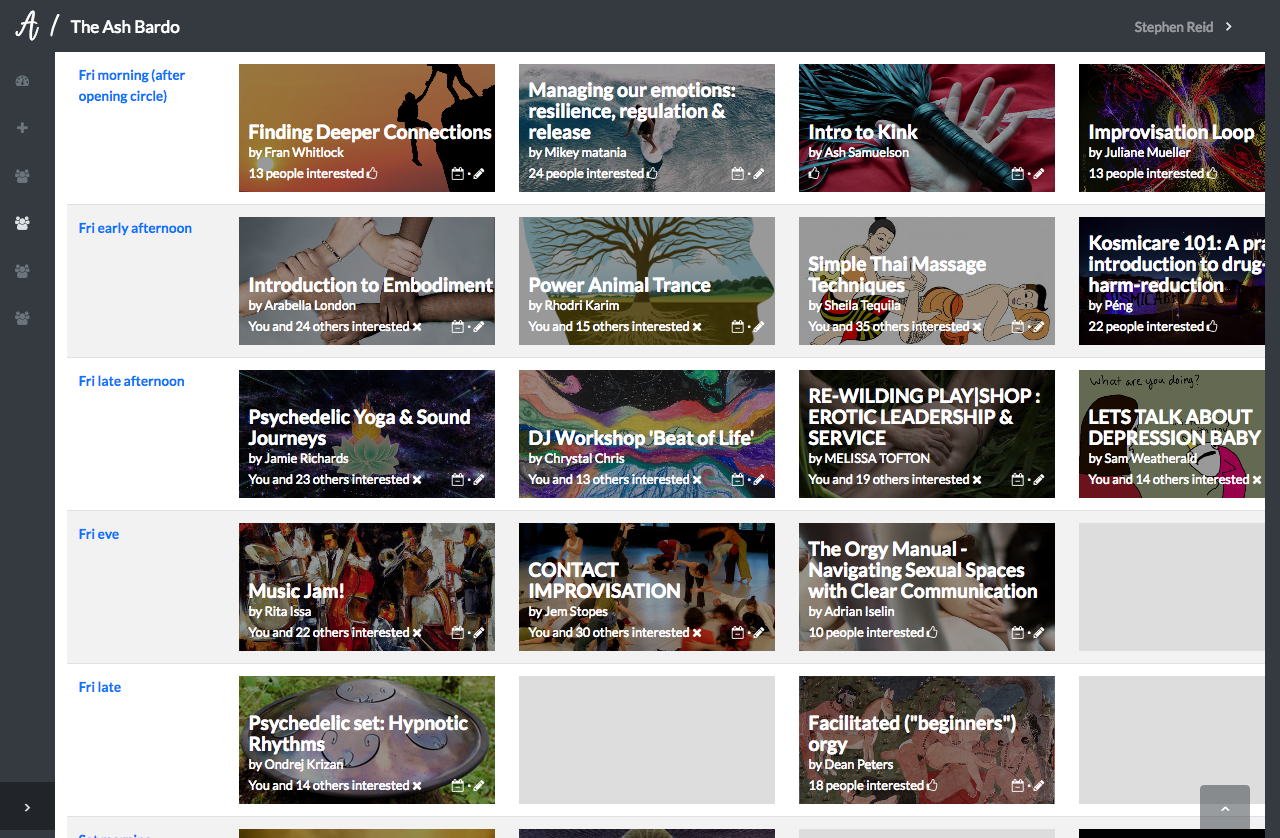 A / The Ash Bardo
Stephen Reid
Fri morning (after
opening circle)
Finding Deeper Connections
by Fran Whitlock
13 people interested
Managing our emotions:
resilience, regulation &
release
by Mikey matania
24 people interested
Intro to Kink
by Ash Samuelson
Improvisation Loop
by Juliane Mueller
13 people interested
Fri early afternoon
Introduction to Embodiment
by Arabella London
You and 24 others interested
Power Animal Trance
by Rhodri Karim
You and 15 others interested
Simple Thai Massage
Techniques
by Sheila Tequila
You and 35 others interested
Kosmicare 101: A pra
introduction to drug-
harm-reduction
by Péng
22 people interested
Fri late afternoon
Psychedelic Yoga & Sound
Journeys
by Jamie Richards
You and 23 others interested
DJ Workshop 'Beat of Life'
by Chrystal Chris
You and 13 others interested
RE-WILDING PLAY|SHOP :
EROTIC LEADERSHIP &
SERVICE
by MELISSA TOFTON
You and 19 others interested
What are you doing?
LETS TALK ABOUT
DEPRESSION BABY
by Sam Weatherald
You and 14 others interested
Fri eve
Music Jam!
by Rita Issa
You and 22 others interested
CONTACT
IMPROVISATION
by Jem Stopes
You and 30 others interested
The Orgy Manual -
Navigating Sexual Spaces
with Clear Communication
by Adrian Iselin
10 people interested
Fri late
Psychedelic set: Hypnotic
Rhythms
by Ondrej Krizan
You and 14 others interested
Facilitated ("beginners")
orgy
by Dean Peters
18 people interested